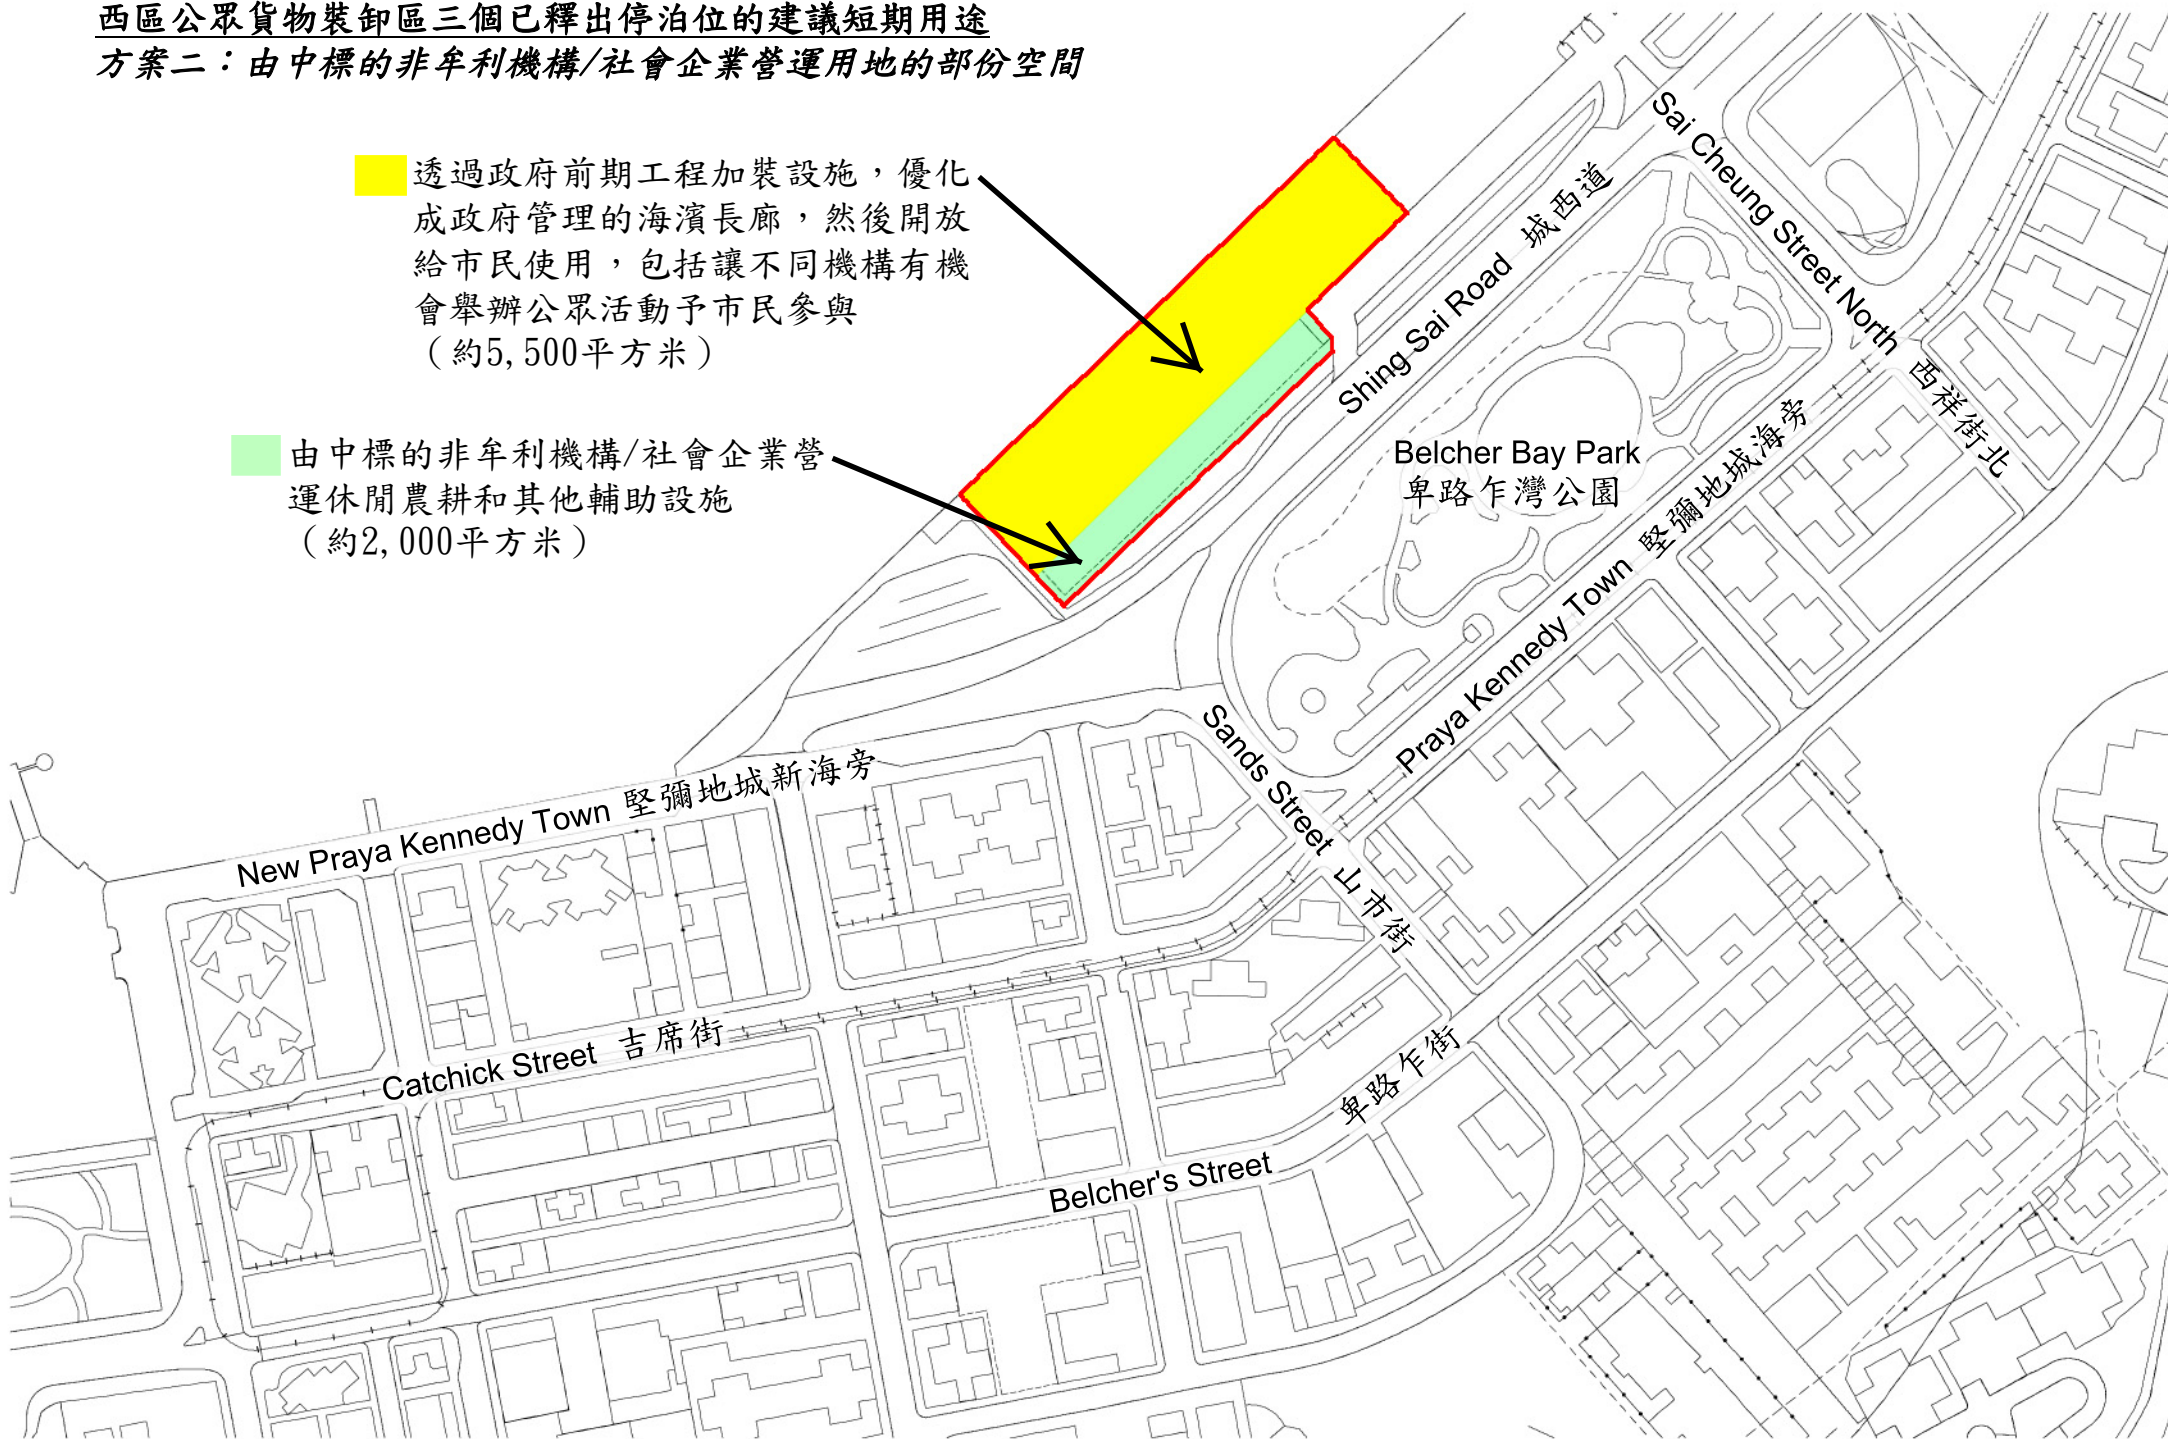 西區公眾貨物裝卸區三個已釋出停泊位的建議短期用途
方案二：由中標的非牟利機構/社會企業營運用地的部份空間
透過政府前期工程加裝設施，優化
成政府管理的海濱長廊，然後開放
給市民使用，包括讓不同機構有機
會舉辦公眾活動予市民參與
（約5,500平方米）
由中標的非牟利機構/社會企業營
運休閒農耕和其他輔助設施
（約2,000平方米）
Sai Cheung Street North 西祥街北
Shing Sai Road 城西道
Belcher Bay Park
卑路乍灣公園
Praya Kennedy Town 堅彌地城海旁
Sands Street 山市街
New Praya Kennedy Town 堅彌地城新海旁
Catchick Street 吉席街
Belcher's Street 卑路乍街